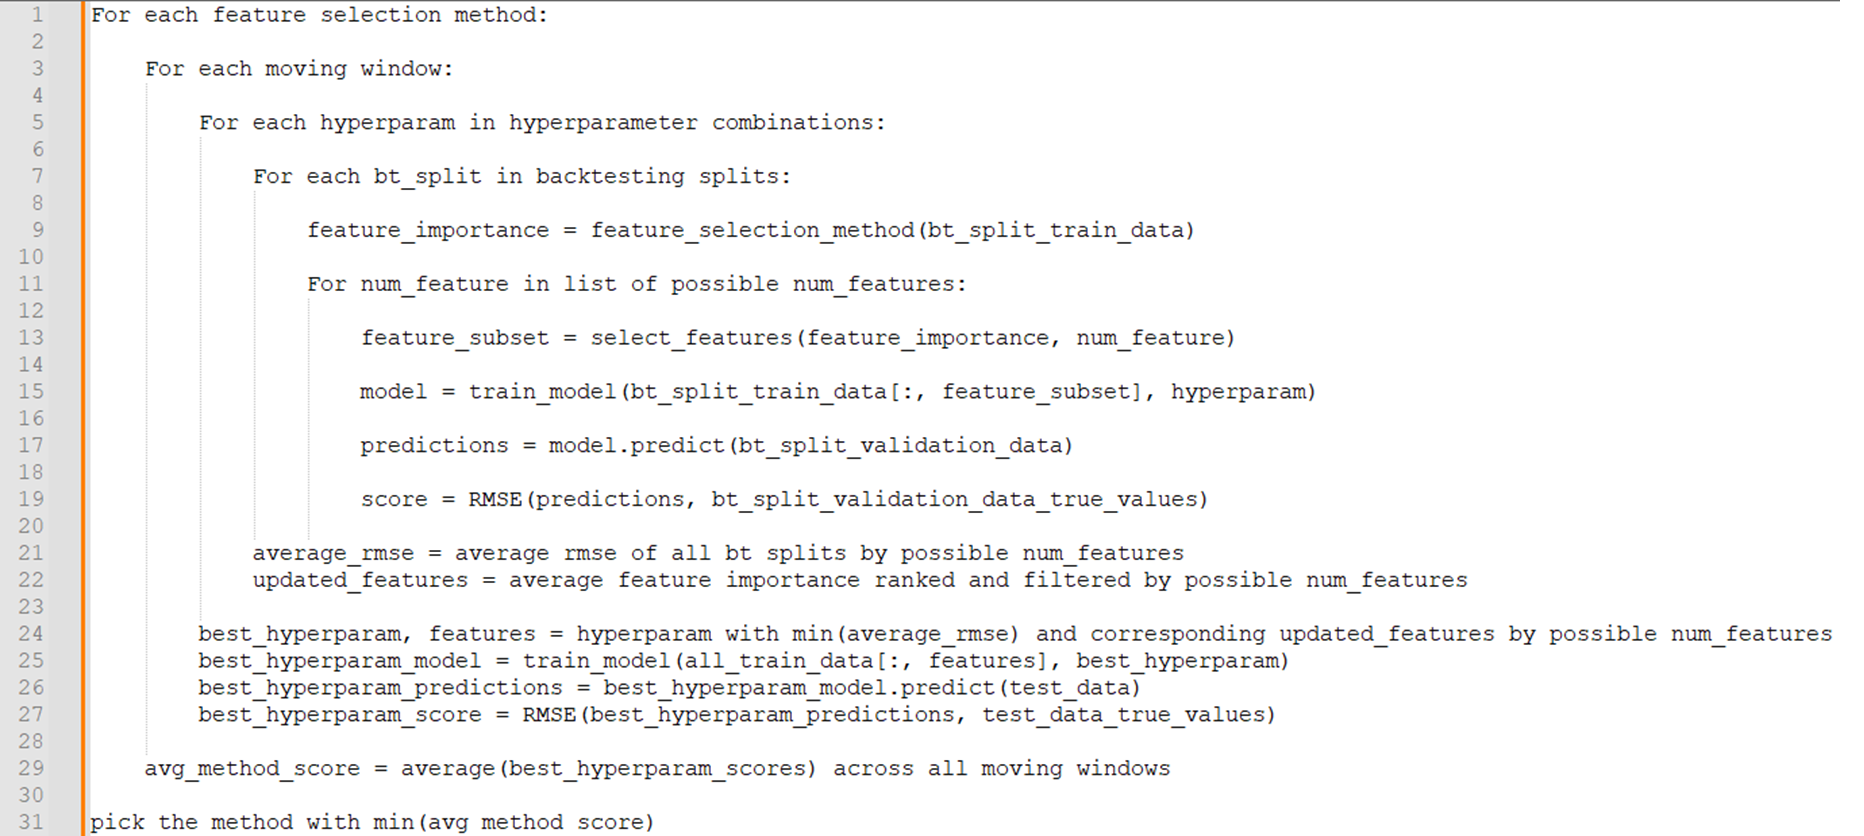 1 For each feature selection method:
2
3 For each moving window:
4
5 For each hyperparam in hyperparameter combinations:
6
7 For each bt_split in backtesting splits:
8
9 feature_importance = feature_selection_method(bt_split_train_data)
10
11 For num_feature in list of possible num_features:
12
13 feature_subset = select_features(feature_importance, num_feature)
14
15 model = train_model(bt_split_train_data[:, feature_subset], hyperparam)
16
17 predictions = model.predict(bt_split_validation_data)
18
19 score = RMSE(predictions, bt_split_validation_data_true_values)
20
21 average_rmse = average rmse of all bt splits by possible num_features
22 updated_features = average feature importance ranked and filtered by possible num_features
23
24 best_hyperparam, features = hyperparam with min(average_rmse) and corresponding updated_features by possible num_features
25 best_hyperparam_model = train_model(all_train_data[:, features], best_hyperparam)
26 best_hyperparam_predictions = best_hyperparam_model.predict(test_data)
27 best_hyperparam_score = RMSE(best_hyperparam_predictions, test_data_true_values)
28
29 avg_method_score = average(best_hyperparam_scores) across all moving windows
30
31 pick the method with min(avg method score)